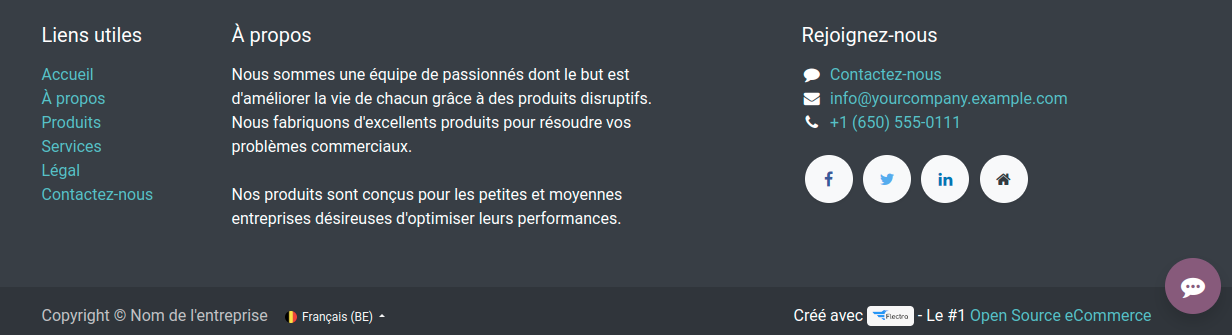 Liens utiles
Accueil
À propos
Produits
Services
Légal
Contactez-nous
À propos
Nous sommes une équipe de passionnés dont le but est
d'améliorer la vie de chacun grâce à des produits disruptifs.
Nous fabriquons d'excellents produits pour résoudre vos
problèmes commerciaux.
Nos produits sont conçus pour les petites et moyennes
entreprises désireuses d'optimiser leurs performances.
Rejoignez-nous
Contactez-nous
info@yourcompany.example.com
+1 (650) 555-0111
Copyright © Nom de l'entreprise Français (BE)
Créé avec Flectra - Le #1 Open Source eCommerce